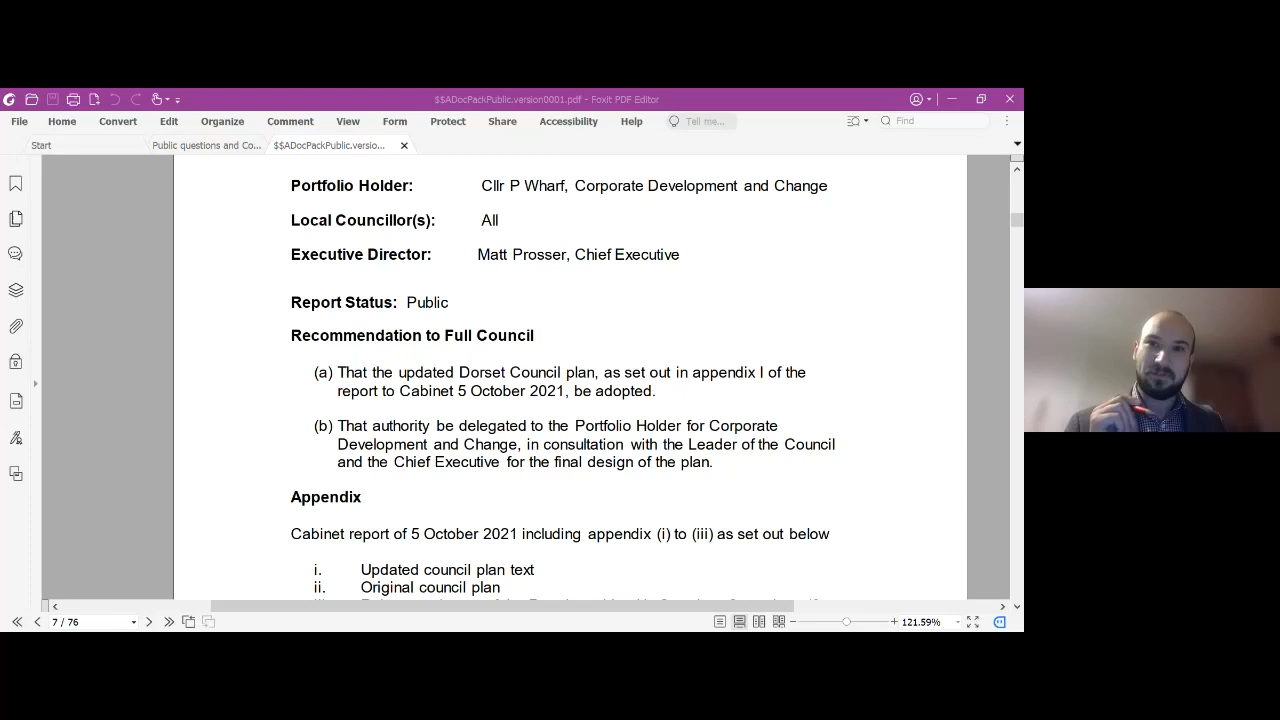 $$ADocPackPublic.version0001.pdf - Foxit PDF Editor
File Home Convert Edit Organize Comment View Form Protect Share Accessibility Help Tell me... Find
Start Public questions and Co... $$ADocPackPublic.versio...
Portfolio Holder: Cllr P Wharf, Corporate Development and Change
Local Councillor(s): All
Executive Director: Matt Prosser, Chief Executive
Report Status: Public
Recommendation to Full Council
(a) That the updated Dorset Council plan, as set out in appendix I of the
report to Cabinet 5 October 2021, be adopted.
(b) That authority be delegated to the Portfolio Holder for Corporate
Development and Change, in consultation with the Leader of the Council
and the Chief Executive for the final design of the plan.
Appendix
Cabinet report of 5 October 2021 including appendix (i) to (iii) as set out below
i. Updated council plan text
ii. Original council plan
7 / 76 121.59%